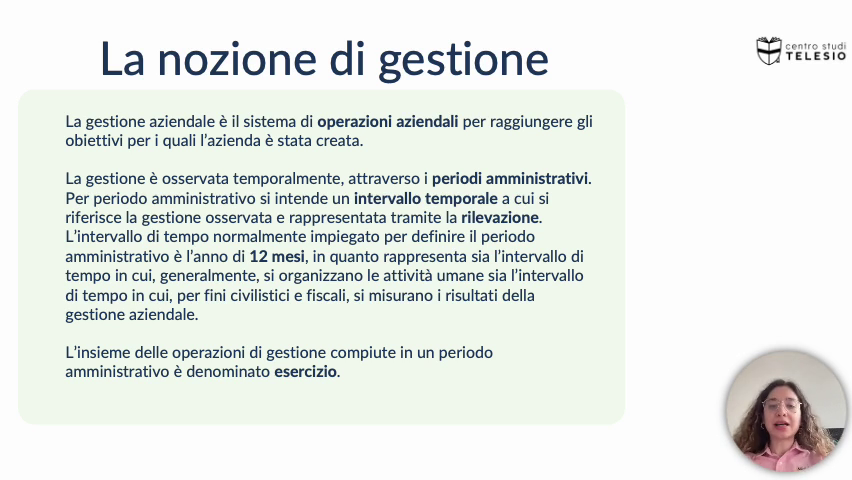 La nozione di gestione
centro studi
TELESIO
La gestione aziendale è il sistema di operazioni aziendali per raggiungere gli
obiettivi per i quali l’azienda è stata creata.
La gestione è osservata temporalmente, attraverso i periodi amministrativi.
Per periodo amministrativo si intende un intervallo temporale a cui si
riferisce la gestione osservata e rappresentata tramite la rilevazione.
L’intervallo di tempo normalmente impiegato per definire il periodo
amministrativo è l’anno di 12 mesi, in quanto rappresenta sia l’intervallo di
tempo in cui, generalmente, si organizzano le attività umane sia l’intervallo
di tempo in cui, per fini civilistici e fiscali, si misurano i risultati della
gestione aziendale.
L’insieme delle operazioni di gestione compiute in un periodo
amministrativo è denominato esercizio.